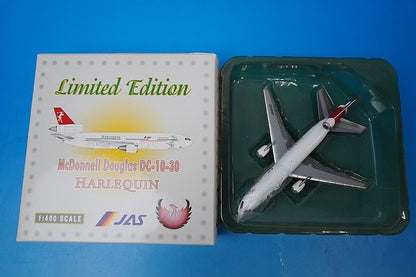 Limited Edition
McDonnell Douglas DC-10-30
HARLEQUIN
1:400 SCALE
JAS